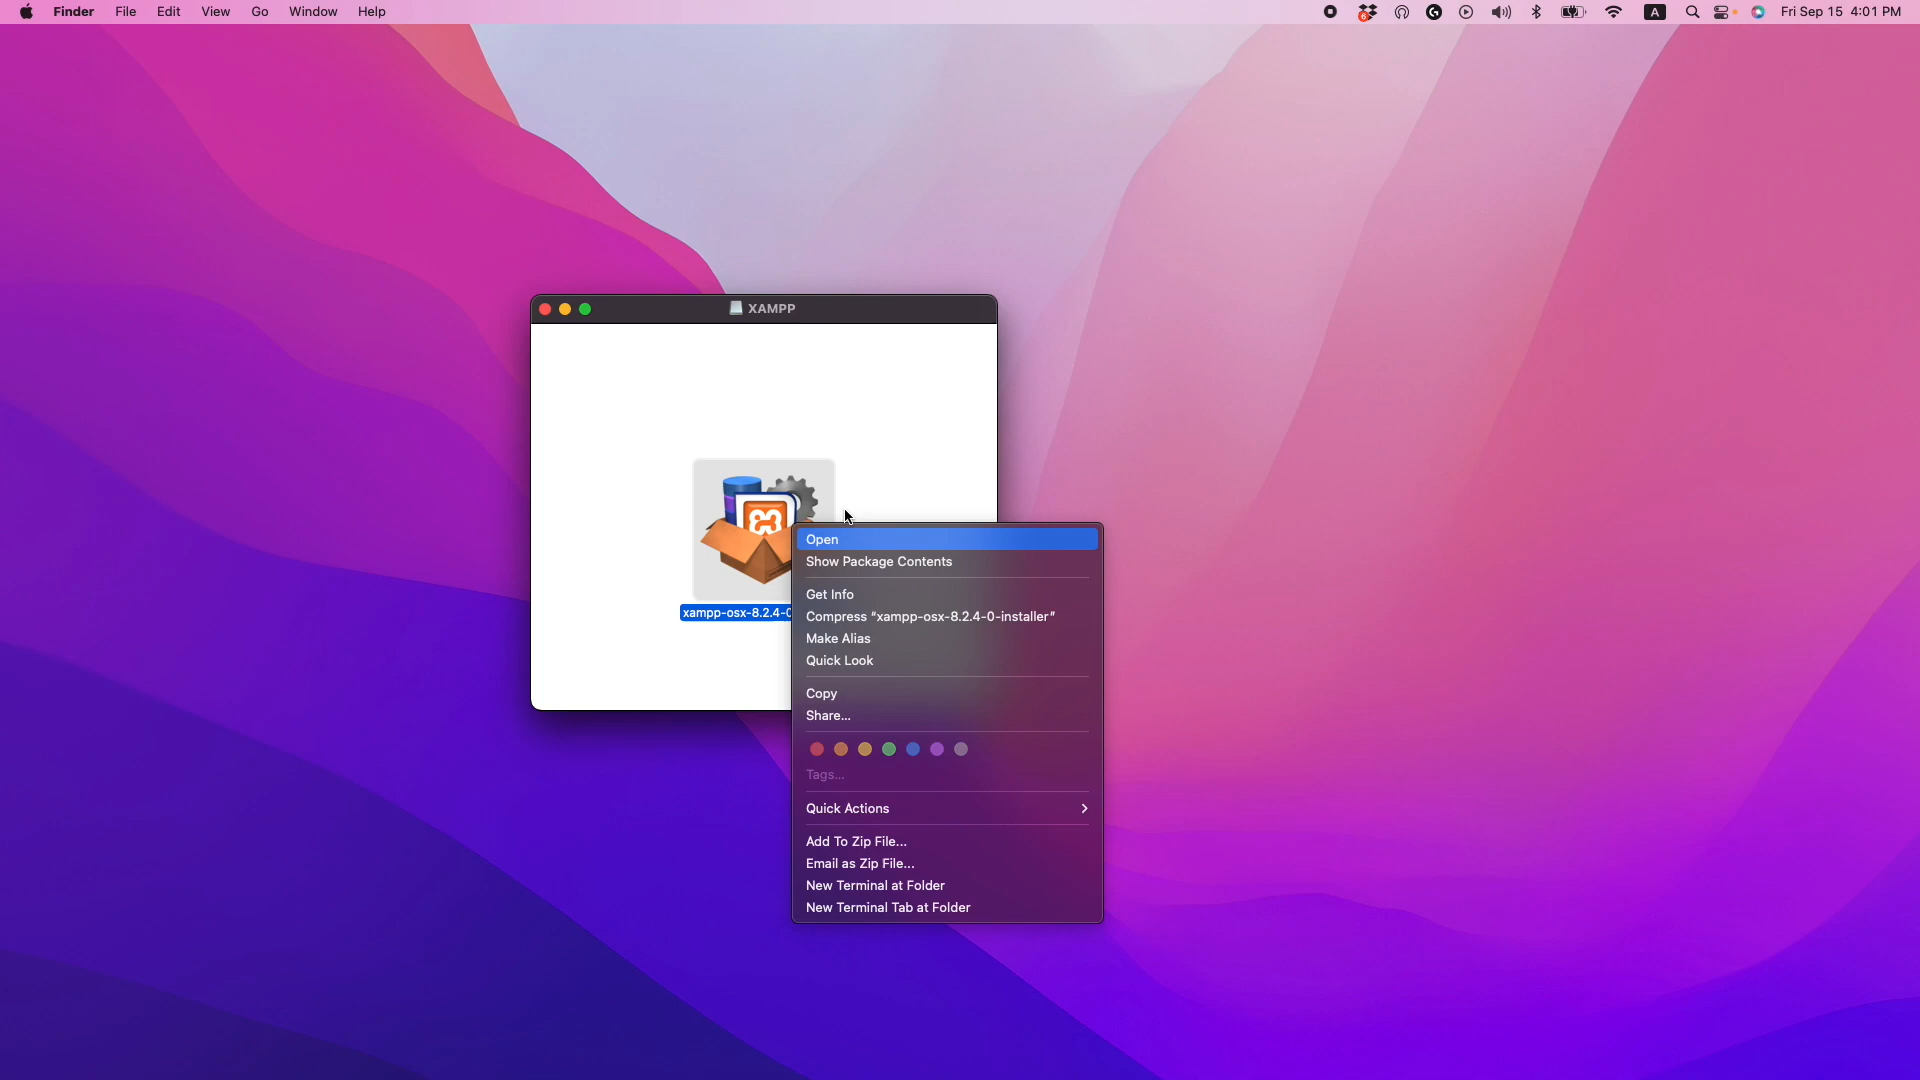 Finder File Edit View Go Window Help
6 A Fri Sep 15 4:01 PM
XAMPP
xampp-osx-8.2.4-0
Open
Show Package Contents
Get Info
Compress “xampp-osx-8.2.4-0-installer”
Make Alias
Quick Look
Copy
Share...
Tags...
Quick Actions
Add To Zip File...
Email as Zip File...
New Terminal at Folder
New Terminal Tab at Folder